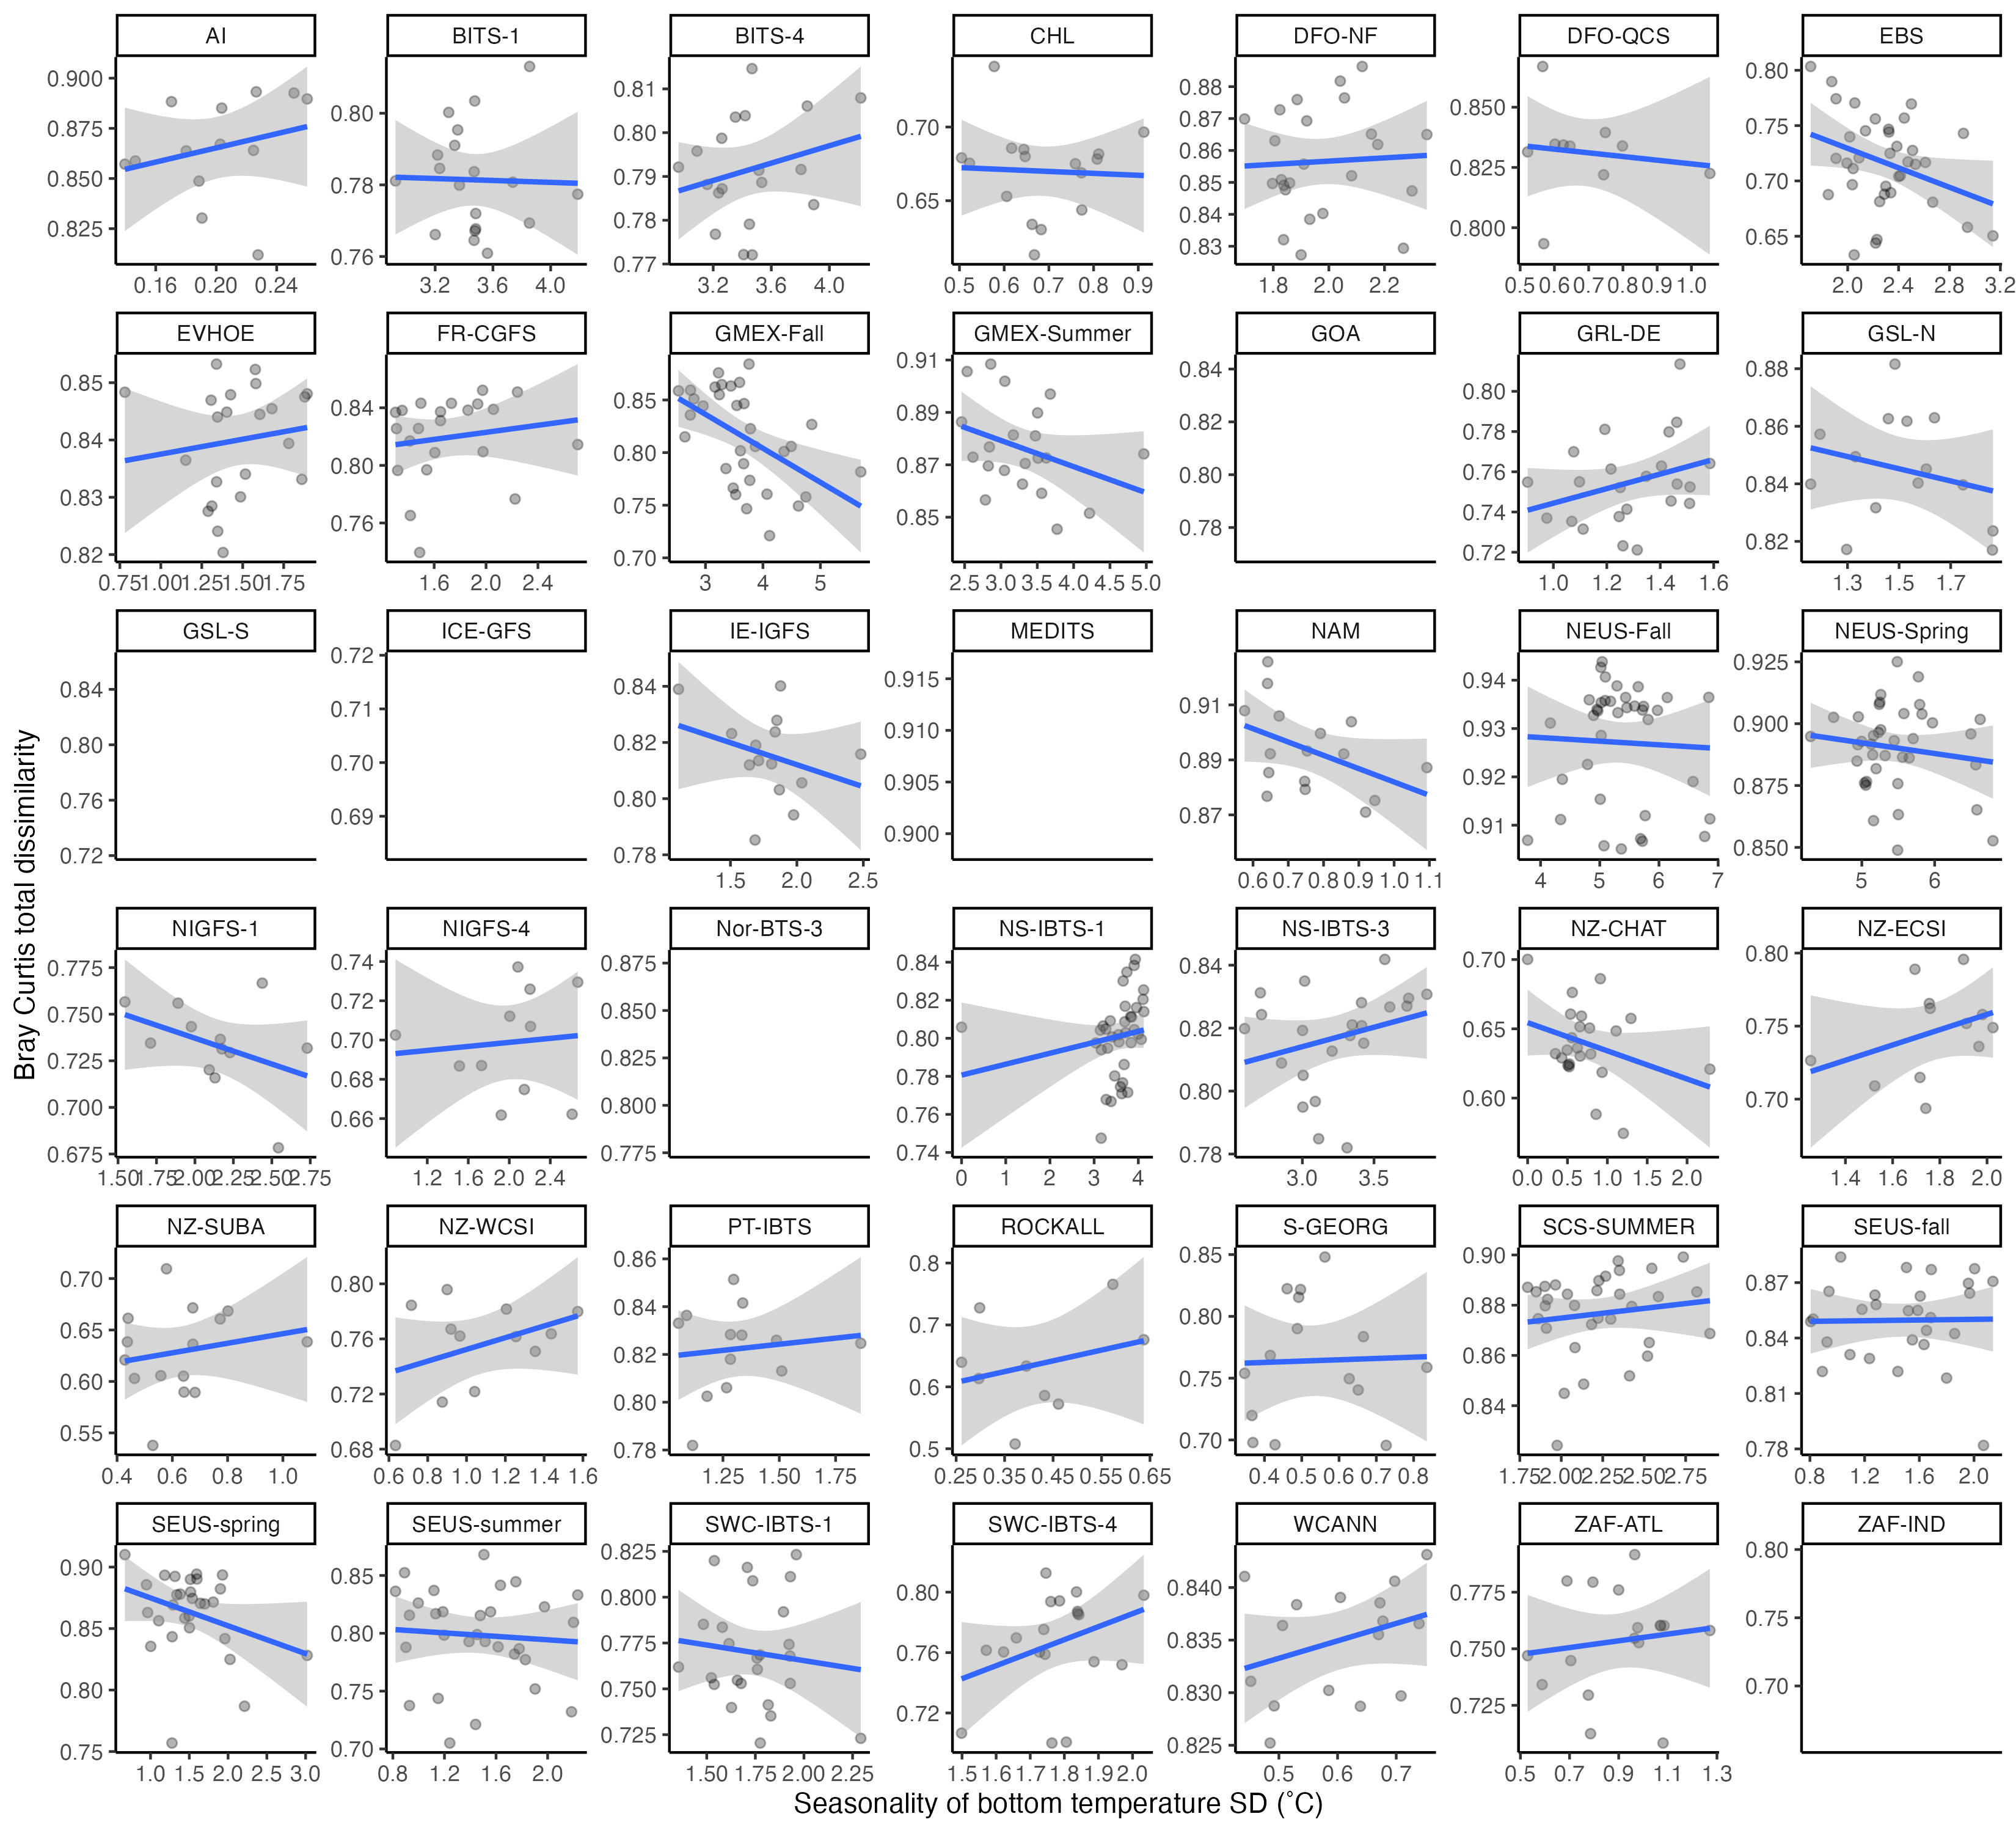 AI BITS-1 BITS-4 CHL DFO-NF DFO-QCS EBS
0.900 0.875 0.850 0.825
0.80 0.78 0.76
0.81 0.80 0.79 0.78 0.77
0.70 0.65
0.88 0.87 0.86 0.85 0.84 0.83
0.850 0.825 0.800
0.80 0.75 0.70 0.65
0.16 0.20 0.24
3.2 3.6 4.0
3.2 3.6 4.0
0.5 0.6 0.7 0.8 0.9
1.8 2.0 2.2
0.5 0.6 0.7 0.8 0.9 1.0
2.0 2.4 2.8 3.2
EVHOE FR-CGFS GMEX-Fall GMEX-Summer GOA GRL-DE GSL-N
0.85 0.84 0.83 0.82
0.84 0.80 0.76
0.85 0.80 0.75 0.70
0.91 0.89 0.87 0.85
0.84 0.82 0.80 0.78
0.80 0.78 0.76 0.74 0.72
0.88 0.86 0.84 0.82
0.75 1.00 1.25 1.50 1.75
1.6 2.0 2.4
3 4 5
2.5 3.0 3.5 4.0 4.5 5.0
1.0 1.2 1.4 1.6
1.3 1.5 1.7
GSL-S ICE-GFS IE-IGFS MEDITS NAM NEUS-Fall NEUS-Spring
0.84 0.80 0.76 0.72
0.72 0.71 0.70 0.69
0.84 0.82 0.80 0.78
0.915 0.910 0.905 0.900
0.91 0.89 0.87
0.94 0.93 0.92 0.91
0.925 0.900 0.875 0.850
1.5 2.0 2.5
0.6 0.7 0.8 0.9 1.0 1.1
4 5 6 7
5 6
Bray Curtis total dissimilarity
NIGFS-1 NIGFS-4 Nor-BTS-3 NS-IBTS-1 NS-IBTS-3 NZ-CHAT NZ-ECSI
0.775 0.750 0.725 0.700 0.675
0.74 0.72 0.70 0.68 0.66
0.875 0.850 0.825 0.800 0.775
0.84 0.82 0.80 0.78 0.76 0.74
0.84 0.82 0.80 0.78
0.70 0.65 0.60
0.80 0.75 0.70
1.50 1.75 2.00 2.25 2.50 2.75
1.2 1.6 2.0 2.4
0 1 2 3 4
3.0 3.5
0.0 0.5 1.0 1.5 2.0
1.4 1.6 1.8 2.0
NZ-SUBA NZ-WCSI PT-IBTS ROCKALL S-GEORG SCS-SUMMER SEUS-fall
0.70 0.65 0.60 0.55
0.80 0.76 0.72 0.68
0.86 0.84 0.82 0.80 0.78
0.8 0.7 0.6 0.5
0.85 0.80 0.75 0.70
0.90 0.88 0.86 0.84
0.87 0.84 0.81 0.78
0.4 0.6 0.8 1.0
0.6 0.8 1.0 1.2 1.4 1.6
1.25 1.50 1.75
0.25 0.35 0.45 0.55 0.65
0.4 0.5 0.6 0.7 0.8
1.75 2.00 2.25 2.50 2.75
0.8 1.2 1.6 2.0
SEUS-spring SEUS-summer SWC-IBTS-1 SWC-IBTS-4 WCANN ZAF-ATL ZAF-IND
0.90 0.85 0.80 0.75
0.85 0.80 0.75 0.70
0.825 0.800 0.775 0.750 0.725
0.80 0.76 0.72
0.840 0.835 0.830 0.825
0.775 0.750 0.725
0.80 0.75 0.70
1.0 1.5 2.0 2.5 3.0
0.8 1.2 1.6 2.0
1.50 1.75 2.00 2.25
1.5 1.6 1.7 1.8 1.9 2.0
0.5 0.6 0.7
0.5 0.7 0.9 1.1 1.3
Seasonality of bottom temperature SD (˚C)